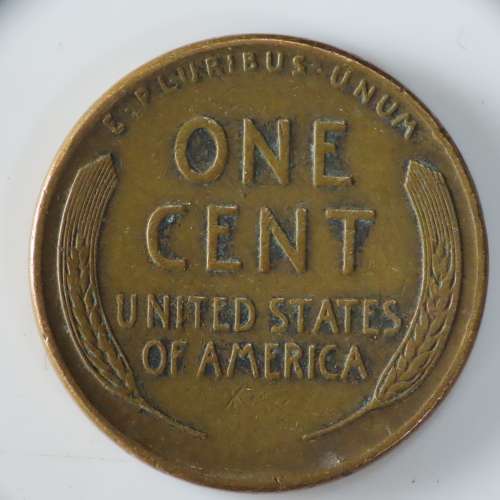 E·PLURIBUS·UNUM
ONE
CENT
UNITED STATES
OF AMERICA